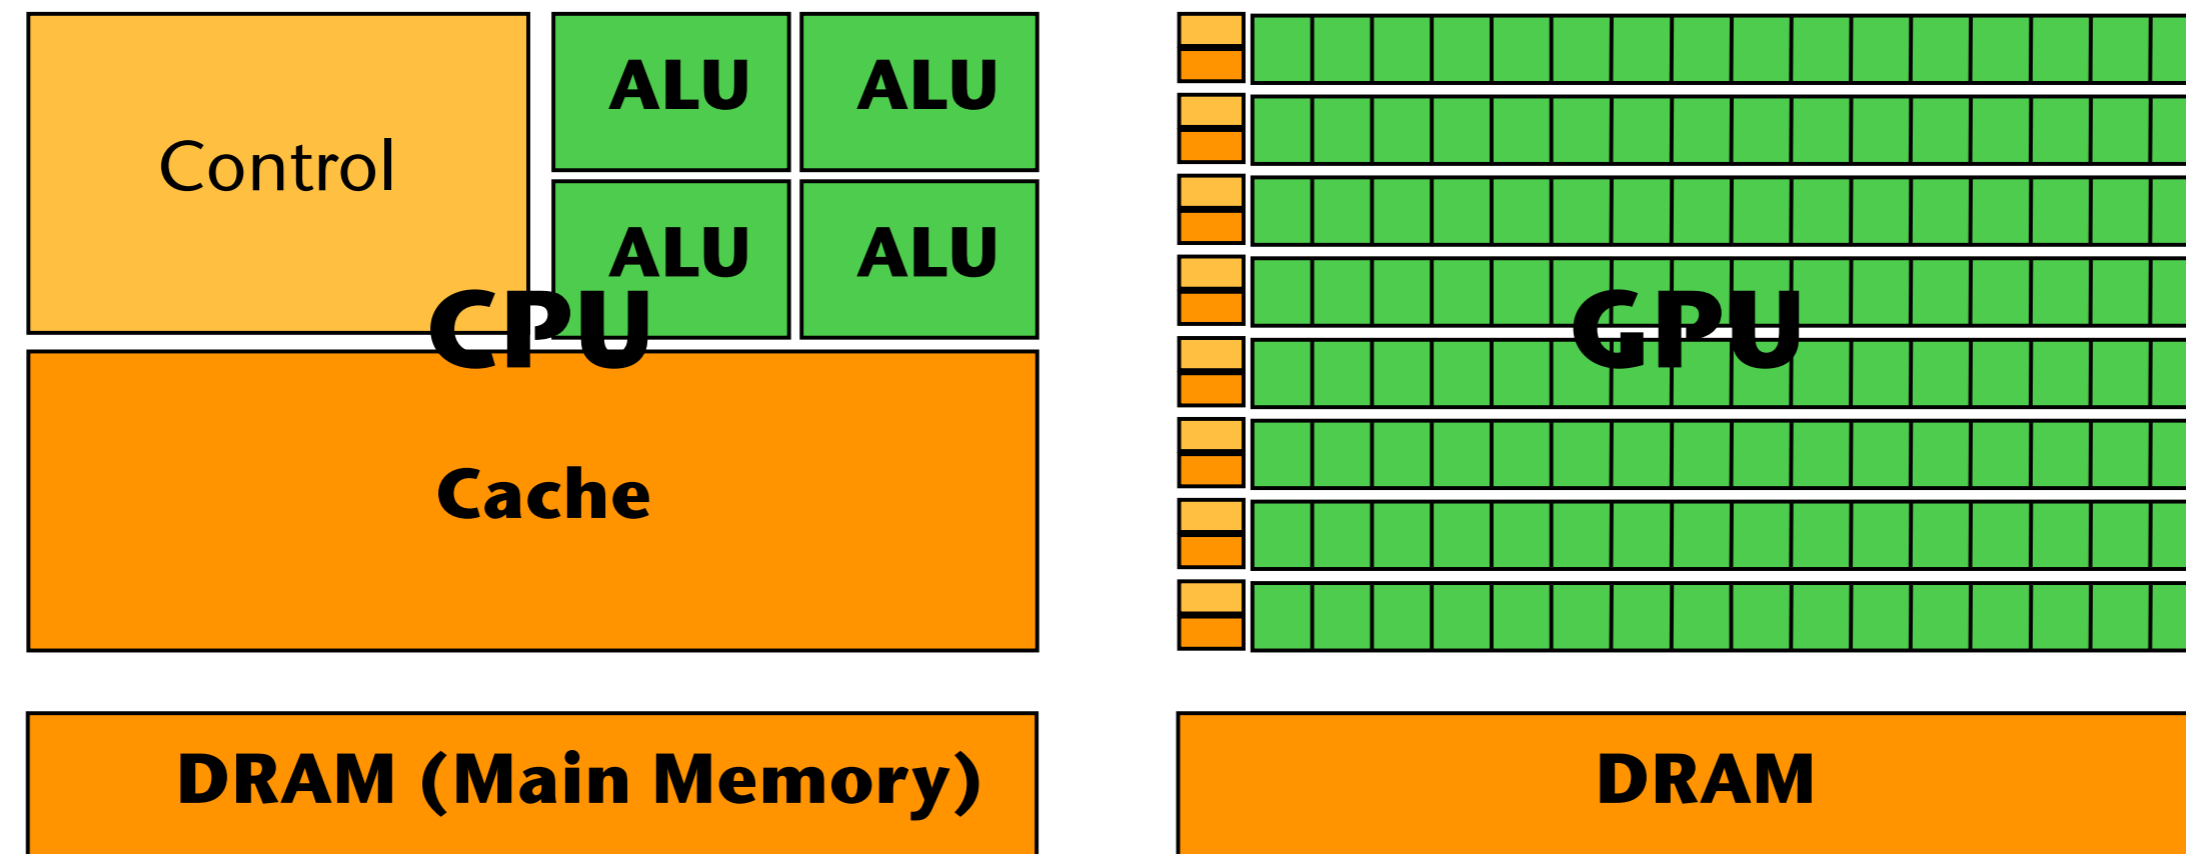 Control
ALU
ALU
ALU
ALU
CPU
Cache
DRAM (Main Memory)
GPU
DRAM